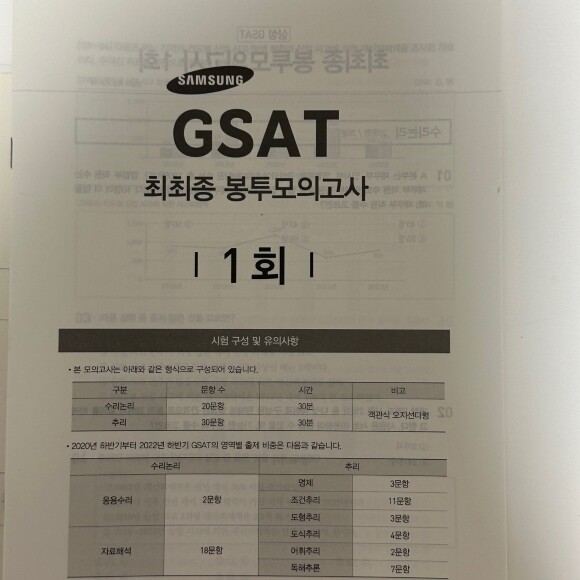 SAMSUNG
GSAT
최최종 봉투모의고사
1회
시험 구성 및 유의사항
• 본 모의고사는 아래와 같은 형식으로 구성되어 있습니다.
구분 문항 수 시간 비고
수리논리 20문항 30분 객관식 오지선다형
추리 30문항 30분
• 2020년 하반기부터 2022년 하반기 GSAT의 영역별 출제 비중은 다음과 같습니다.
수리논리 추리
응용수리 2문항 명제 3문항
조건추리 11문항
도형추리 3문항
자료해석 18문항 도식추리 4문항
어휘추리 2문항
독해추론 7문항